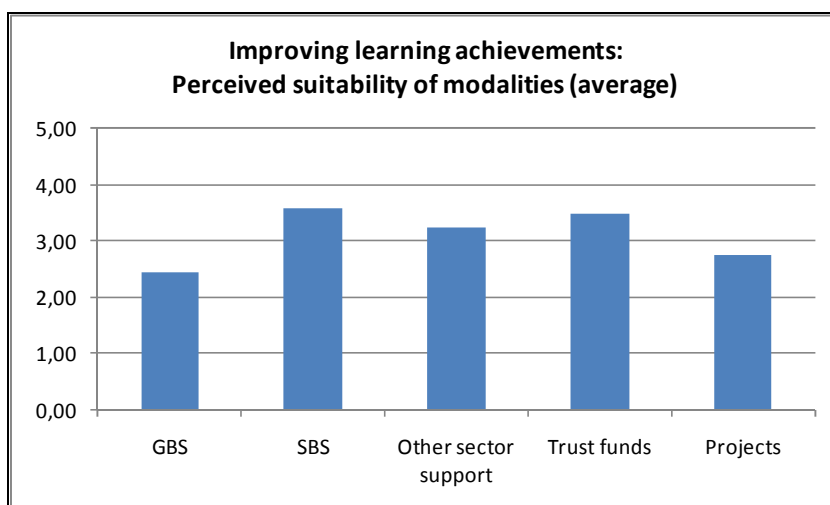 Improving learning achievements:
Perceived suitability of modalities (average)
5,00
4,00
3,00
2,00
1,00
0,00
GBS
SBS
Other sector
support
Trust funds
Projects